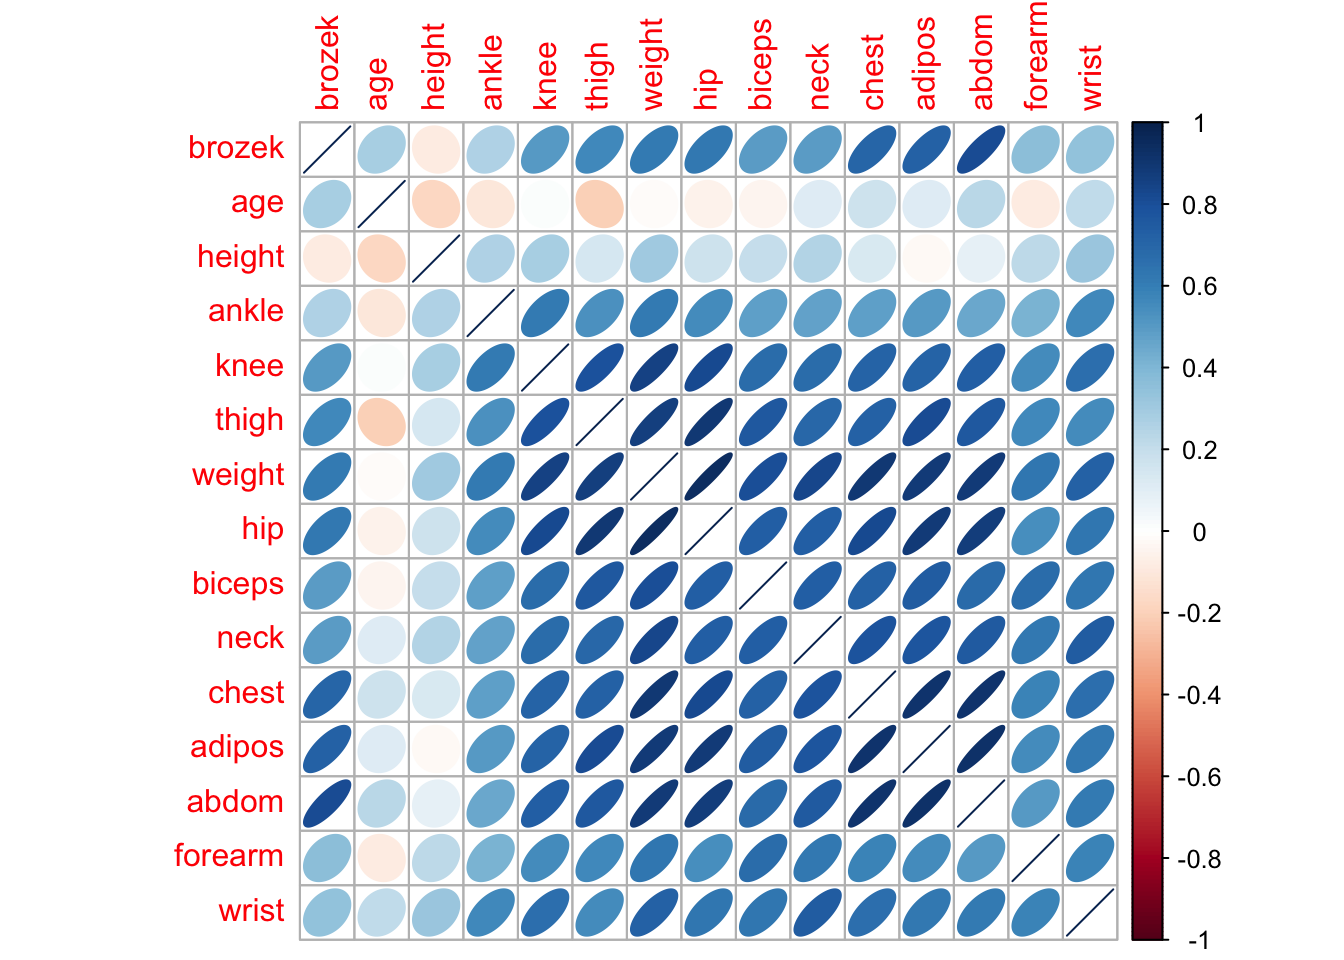 brozek
age
height
ankle
knee
thigh
weight
hip
biceps
neck
chest
adipos
abdom
forearm
wrist
brozek
age
height
ankle
knee
thigh
weight
hip
biceps
neck
chest
adipos
abdom
forearm
wrist
1
0.8
0.6
0.4
0.2
0
-0.2
-0.4
-0.6
-0.8
-1